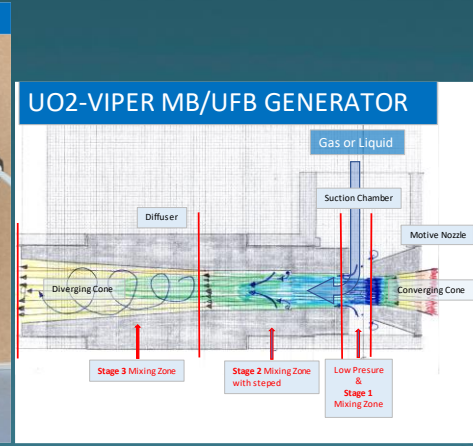 UO2-VIPER MB/UFB GENERATOR
Gas or Liquid
Suction Chamber
Diffuser
Motive Nozzle
Diverging Cone
Converging Cone
Stage 3 Mixing Zone
Stage 2 Mixing Zone
with steped
Low Presure
&
Stage 1
Mixing Zone